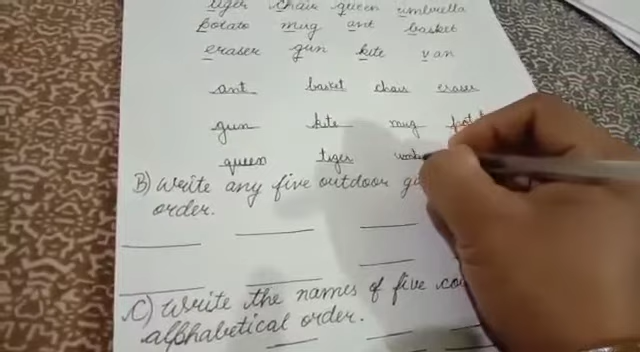 tiger chair queen umbrella
potato mug ant basket
eraser gun kite van
ant basket chair eraser
gun kite mug
queen tiger
B) Write any five outdoor
order.
C) Write the names of five
alphabetical order.